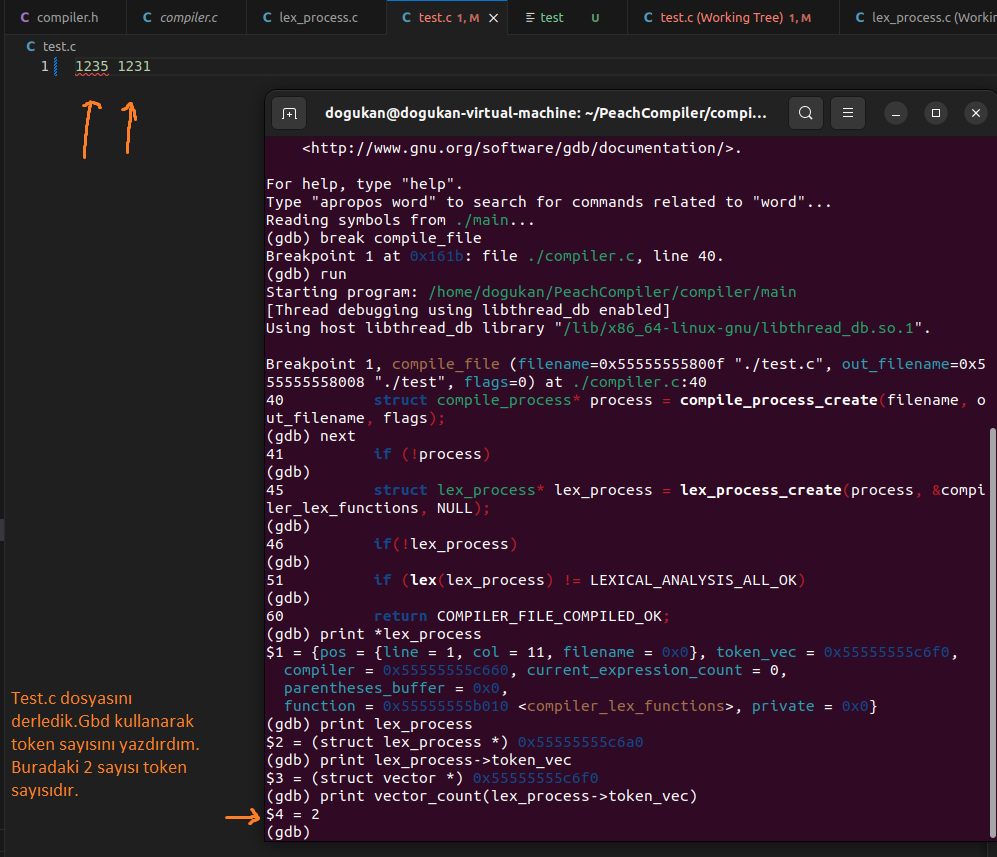 compiler.h compiler.c lex_process.c test.c 1, M test U test.c (Working Tree) 1, M lex_process.c (Workin
test.c
1 1235 1231
dogukan@dogukan-virtual-machine: ~/PeachCompiler/compi...
<http://www.gnu.org/software/gdb/documentation/>.
For help, type "help".
Type "apropos word" to search for commands related to "word"...
Reading symbols from ./main...
(gdb) break compile_file
Breakpoint 1 at 0x161b: file ./compiler.c, line 40.
(gdb) run
Starting program: /home/dogukan/PeachCompiler/compiler/main
[Thread debugging using libthread_db enabled]
Using host libthread_db library "/lib/x86_64-linux-gnu/libthread_db.so.1".
Breakpoint 1, compile_file (filename=0x55555555800f "./test.c", out_filename=0x5
55555558008 "./test", flags=0) at ./compiler.c:40
40 struct compile_process* process = compile_process_create(filename, o
ut_filename, flags);
(gdb) next
41 if (!process)
(gdb)
45 struct lex_process* lex_process = lex_process_create(process, &compi
ler_lex_functions, NULL);
(gdb)
46 if(!lex_process)
(gdb)
51 if (lex(lex_process) != LEXICAL_ANALYSIS_ALL_OK)
(gdb)
60 return COMPILER_FILE_COMPILED_OK;
(gdb) print *lex_process
$1 = {pos = {line = 1, col = 11, filename = 0x0}, token_vec = 0x55555555c6f0,
compiler = 0x55555555c660, current_expression_count = 0,
parentheses_buffer = 0x0,
function = 0x55555555b010 <compiler_lex_functions>, private = 0x0}
(gdb) print lex_process
$2 = (struct lex_process *) 0x55555555c6a0
(gdb) print lex_process->token_vec
$3 = (struct vector *) 0x55555555c6f0
(gdb) print vector_count(lex_process->token_vec)
$4 = 2
(gdb)
Test.c dosyasını
derledik.Gbd kullanarak
token sayısını yazdırdım.
Buradaki 2 sayısı token
sayısıdır.